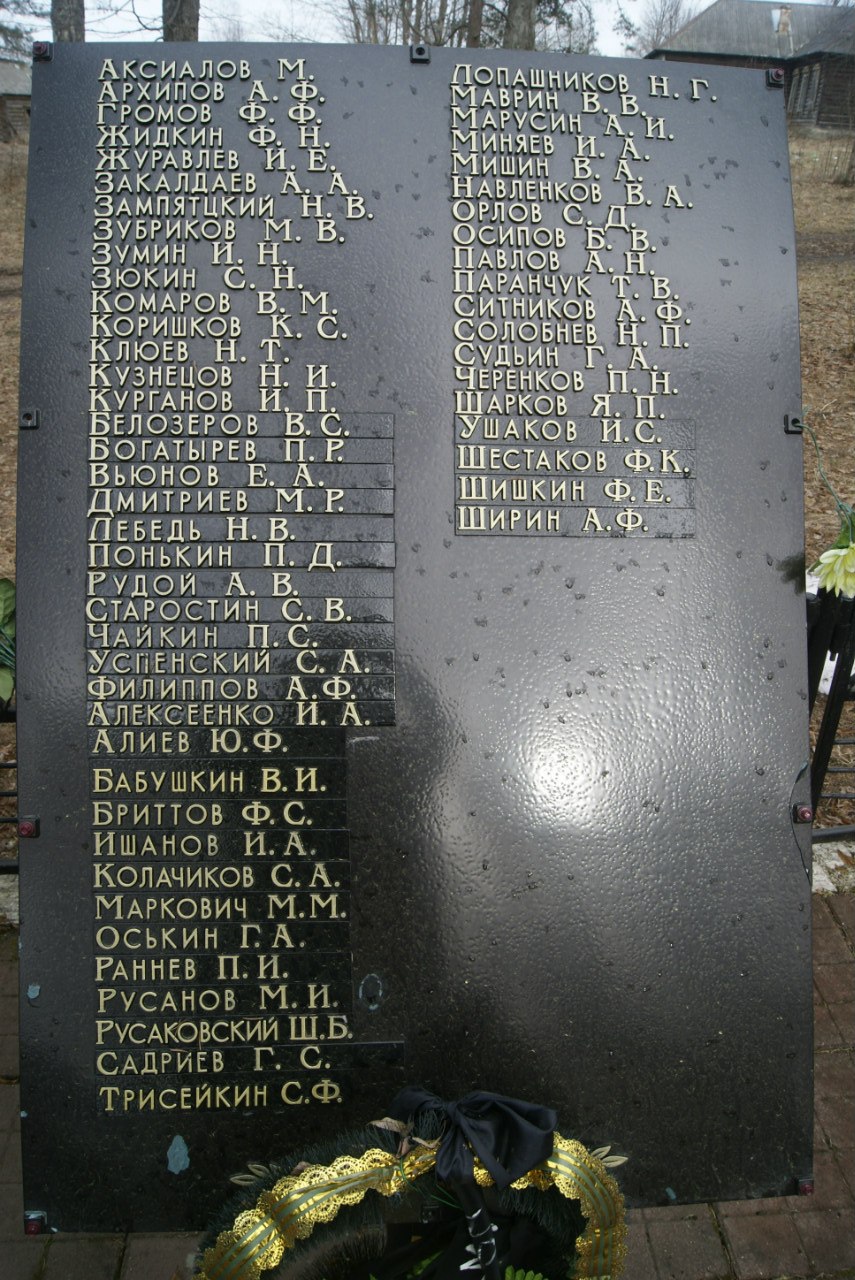 Аксиалов М.
Архипов А. Ф.
Громов Ф. Ф.
Жидкин Ф. Н.
Журавлев И. Е.
Закалдаев А. А.
Зампятцкий Н. В.
Зубриков М. В.
Зумин И. Н.
Зюкин С. Н.
Комаров В. М.
Коришков К. С.
Клюев Н. Т.
Кузнецов Н. И.
Курганов И. П.
Белозеров В. С.
Богатырев П. Р.
Вьюнов Е. А.
Дмитриев М. Р.
Лебедь Н. В.
Понькин П. Д.
Рудой А. В.
Старостин С. В.
Чайкин П. С.
Успенский С. А.
Филиппов А. Ф.
Алексеенко И. А.
Алиев Ю.Ф.
Бабушкин В.И.
Бриттов Ф.С.
Ишанов И. А.
Колачиков С. А.
Маркович М.М.
Оськин Г.А.
Раннев П. И.
Русанов М. И.
Русаковский Ш.Б.
Садриев Г. С.
Трисейкин С.Ф.
Лопашников Н. Г.
Маврин В. В.
Марусин А. И.
Миняев И. А.
Мишин В. А.
Навленков В. А.
Орлов С. Д.
Осипов Б. В.
Павлов А. Н.
Паранчук Т. В.
Ситников А. Ф.
Солобнев Н. П.
Судьин Г. А.
Черенков П. Н.
Шарков Я. П.
Ушаков И.С.
Шестаков Ф.К.
Шишкин Ф. Е.
Ширин А.Ф.